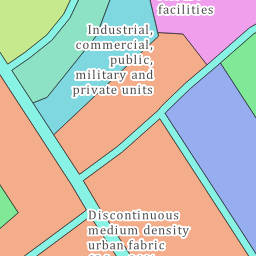 facilities
Industrial,
commercial,
public,
military and
private units
Discontinuous
medium density
urban fabric